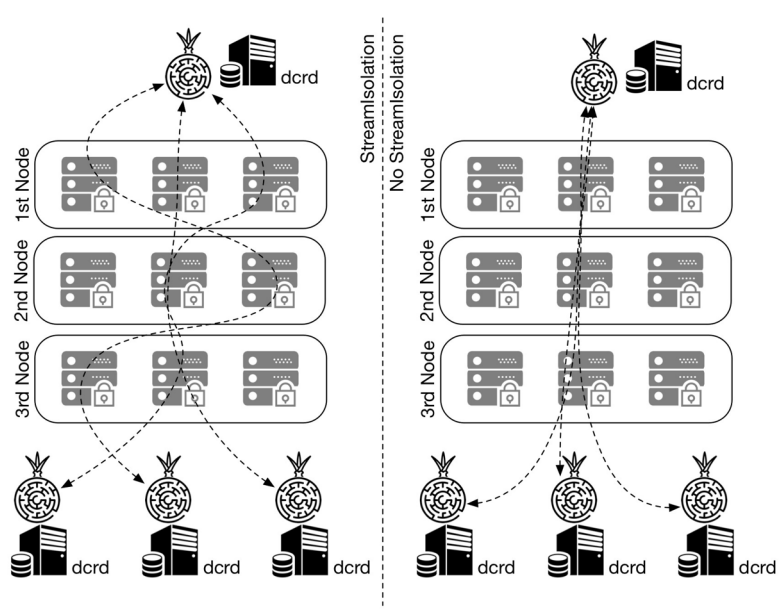 dcrd
StreamIsolation
1st Node
2nd Node
3rd Node
dcrd
dcrd
dcrd
No StreamIsolation
dcrd
1st Node
2nd Node
3rd Node
dcrd
dcrd
dcrd